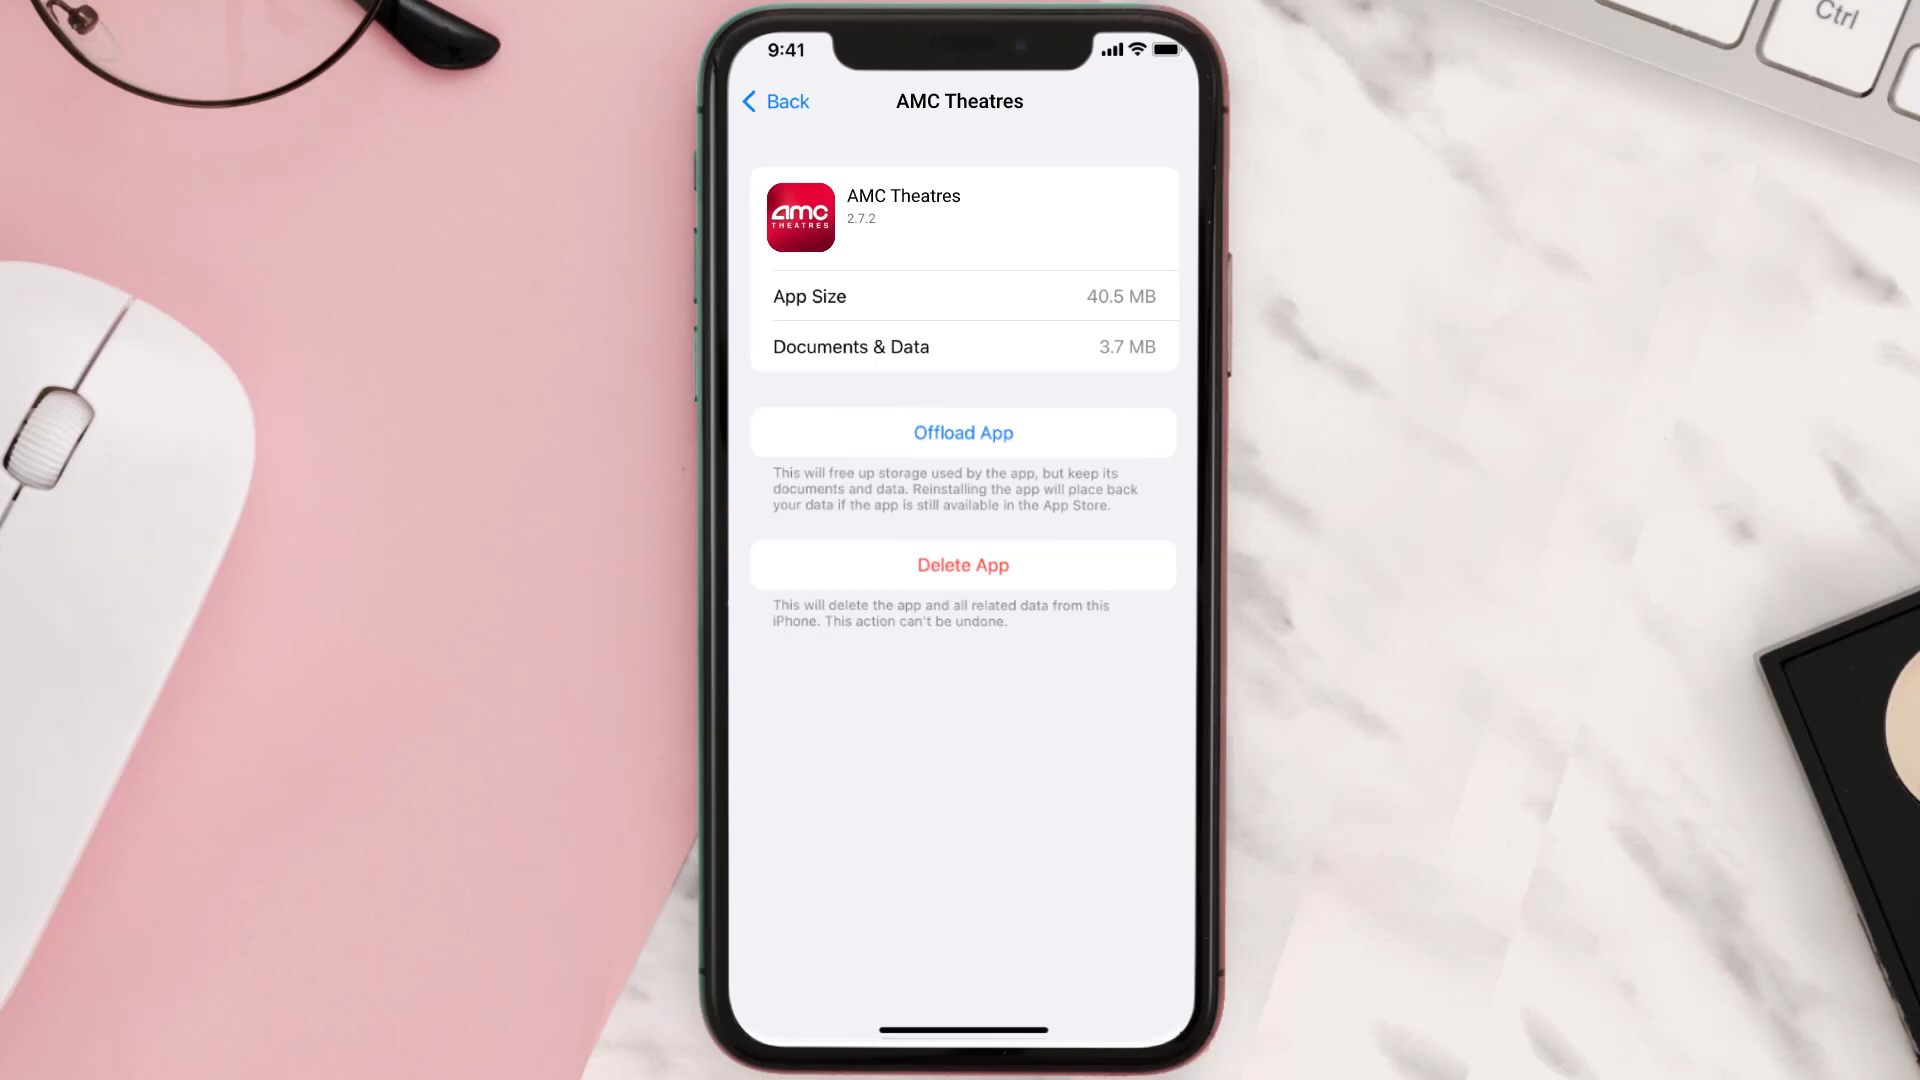 Ctrl
9:41
Back
AMC Theatres
amc
THEATRES
AMC Theatres
2.7.2
App Size
40.5 MB
Documents & Data
3.7 MB
Offload App
This will free up storage used by the app, but keep its
documents and data. Reinstalling the app will place back
your data if the app is still available in the App Store.
Delete App
This will delete the app and all related data from this
iPhone. This action can't be undone.